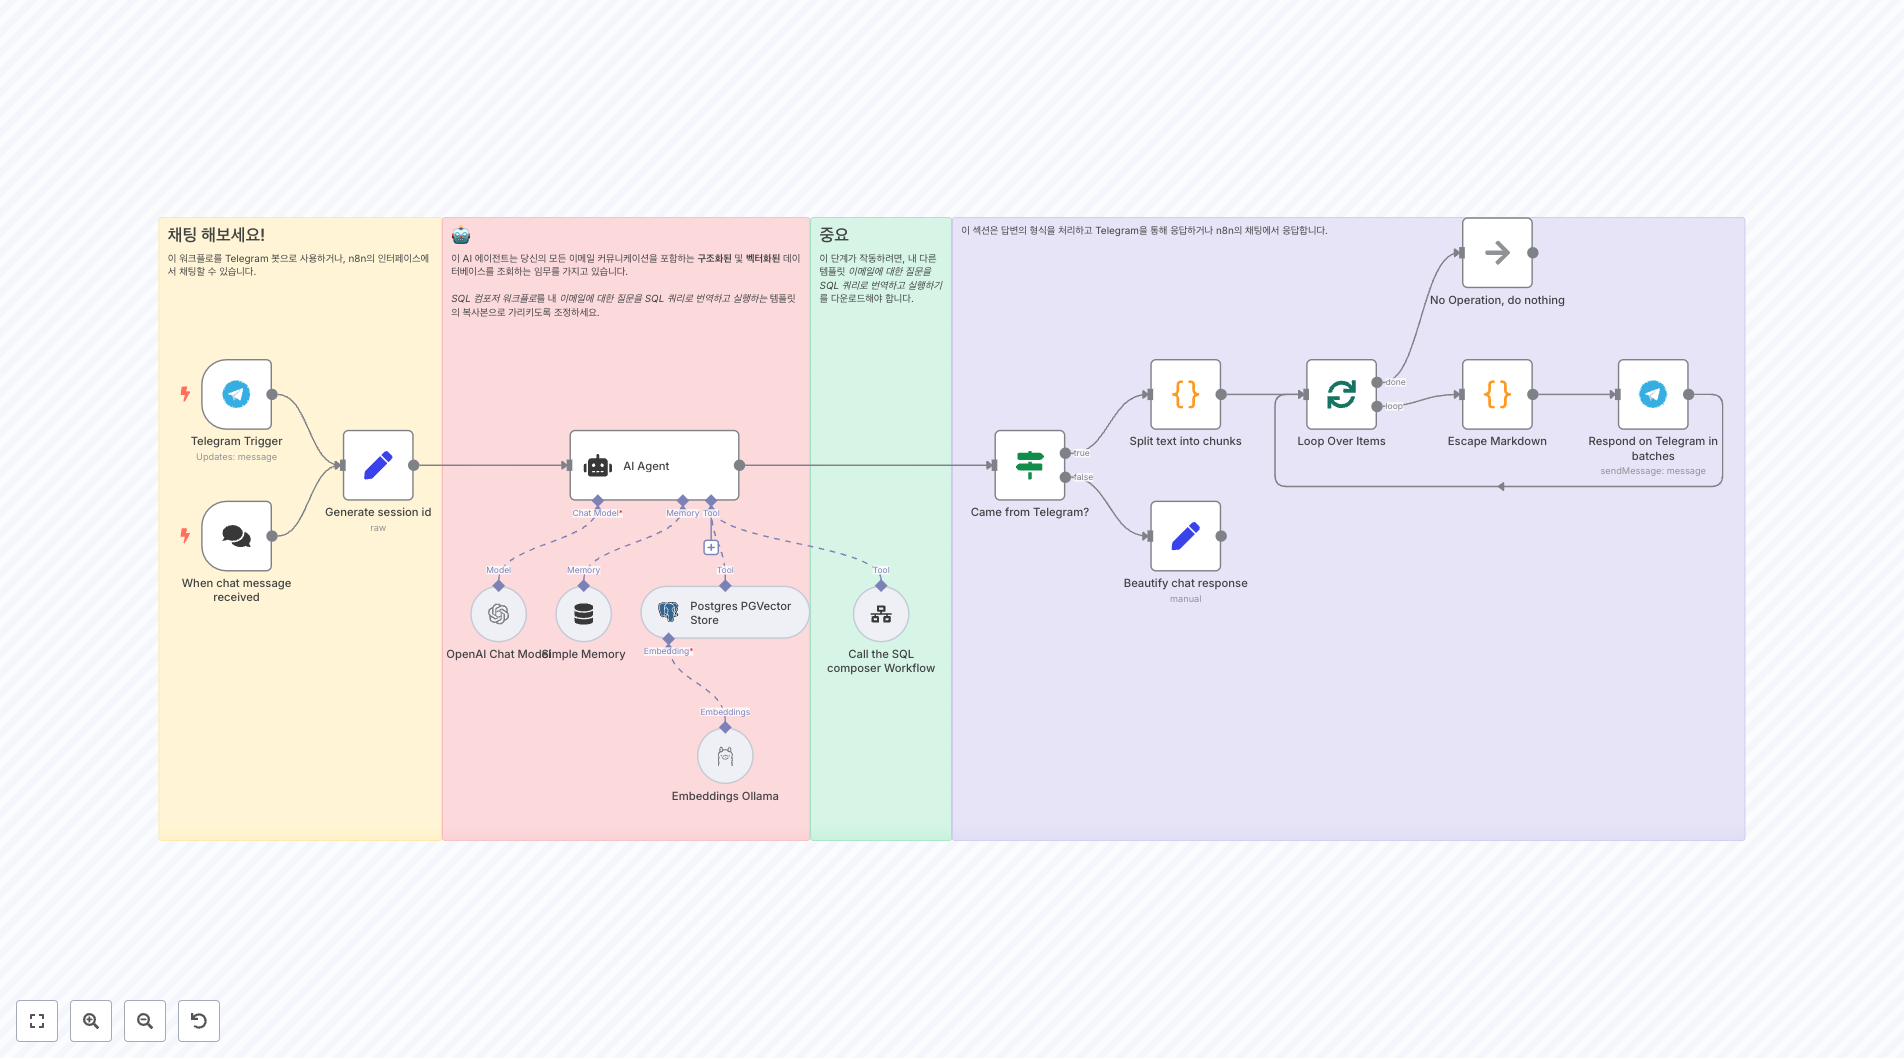 채팅 해보세요!
이 워크플로를 Telegram 봇으로 사용하거나, n8n의 인터페이스에
서 채팅할 수 있습니다.
Telegram Trigger
Updates: message
When chat message
received
Generate session id
raw
이 AI 에이전트는 당신의 모든 이메일 커뮤니케이션을 포함하는 구조화된 및 벡터화된 데이
터베이스를 조회하는 임무를 가지고 있습니다.
SQL 컴포저 워크플로를 내 이메일에 대한 질문을 SQL 쿼리로 번역하고 실행하는 템플릿
의 복사본으로 가리키도록 조정하세요.
AI Agent
Chat Model*
Memory
Tool
Model
Memory
Tool
Tool
OpenAI Chat Model
Simple Memory
Postgres PGVector
Store
Embedding*
Embeddings
Embeddings Ollama
중요
이 단계가 작동하려면, 내 다른
템플릿 이메일에 대한 질문을
SQL 쿼리로 번역하고 실행하기
를 다운로드해야 합니다.
Call the SQL
composer Workflow
이 섹션은 답변의 형식을 처리하고 Telegram을 통해 응답하거나 n8n의 채팅에서 응답합니다.
Came from Telegram?
true
false
Split text into chunks
Beautify chat response
manual
Loop Over Items
done
loop
No Operation, do nothing
Escape Markdown
Respond on Telegram in
batches
sendMessage: message